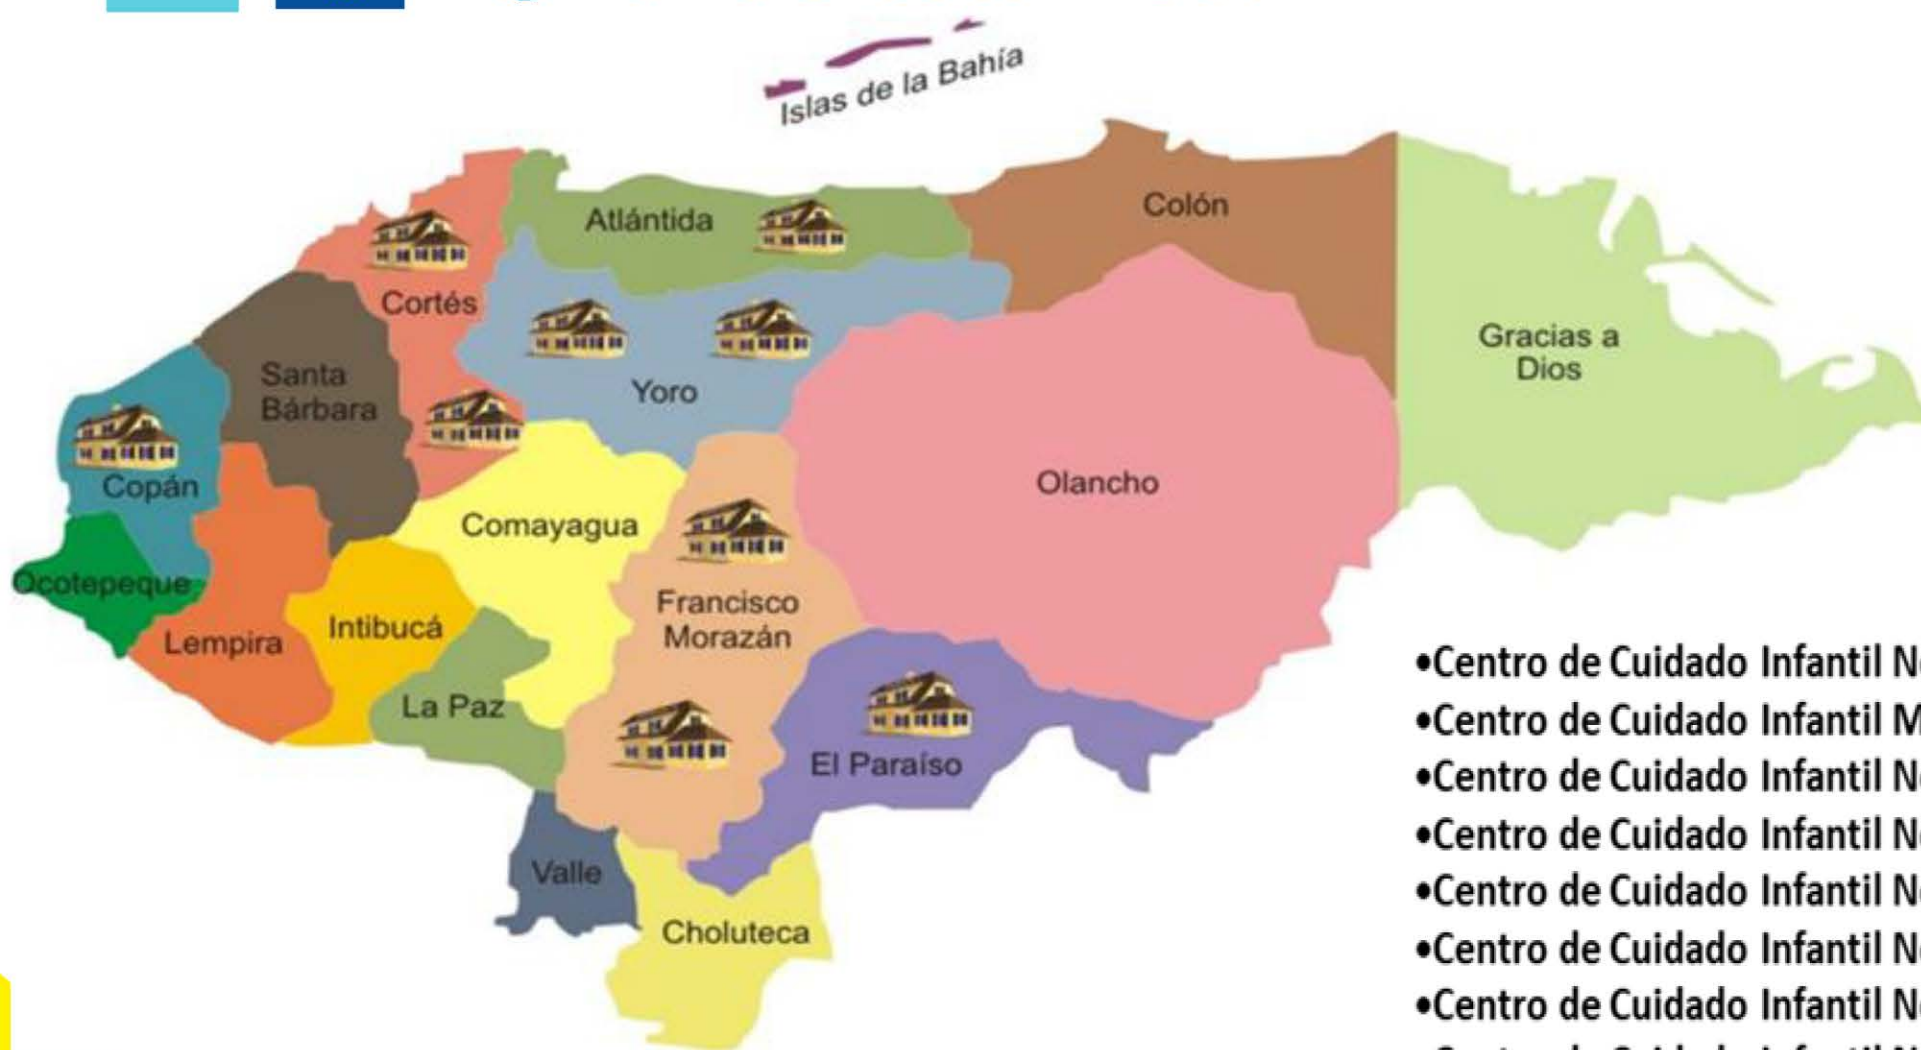 Islas de la Bahía
Atlántida
Colón
Cortés
Gracias a
Dios
Santa
Bárbara
Yoro
Copán
Olancho
Comayagua
Ocotepeque
Francisco
Morazán
Intibucá
Lempira
La Paz
El Paraíso
Valle
Choluteca
•Centro de Cuidado Infantil
•Centro de Cuidado Infantil
•Centro de Cuidado Infantil
•Centro de Cuidado Infantil
•Centro de Cuidado Infantil
•Centro de Cuidado Infantil
•Centro de Cuidado Infantil